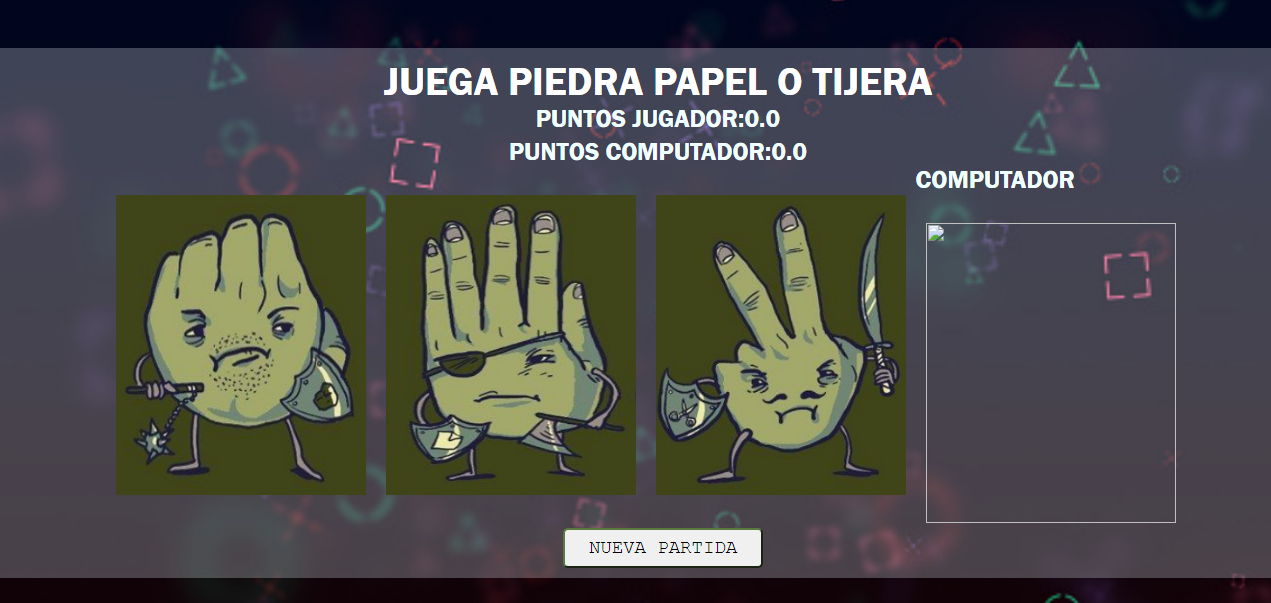 JUEGA PIEDRA PAPEL O TIJERA
PUNTOS JUGADOR:0.0
PUNTOS COMPUTADOR:0.0
COMPUTADOR
NUEVA PARTIDA